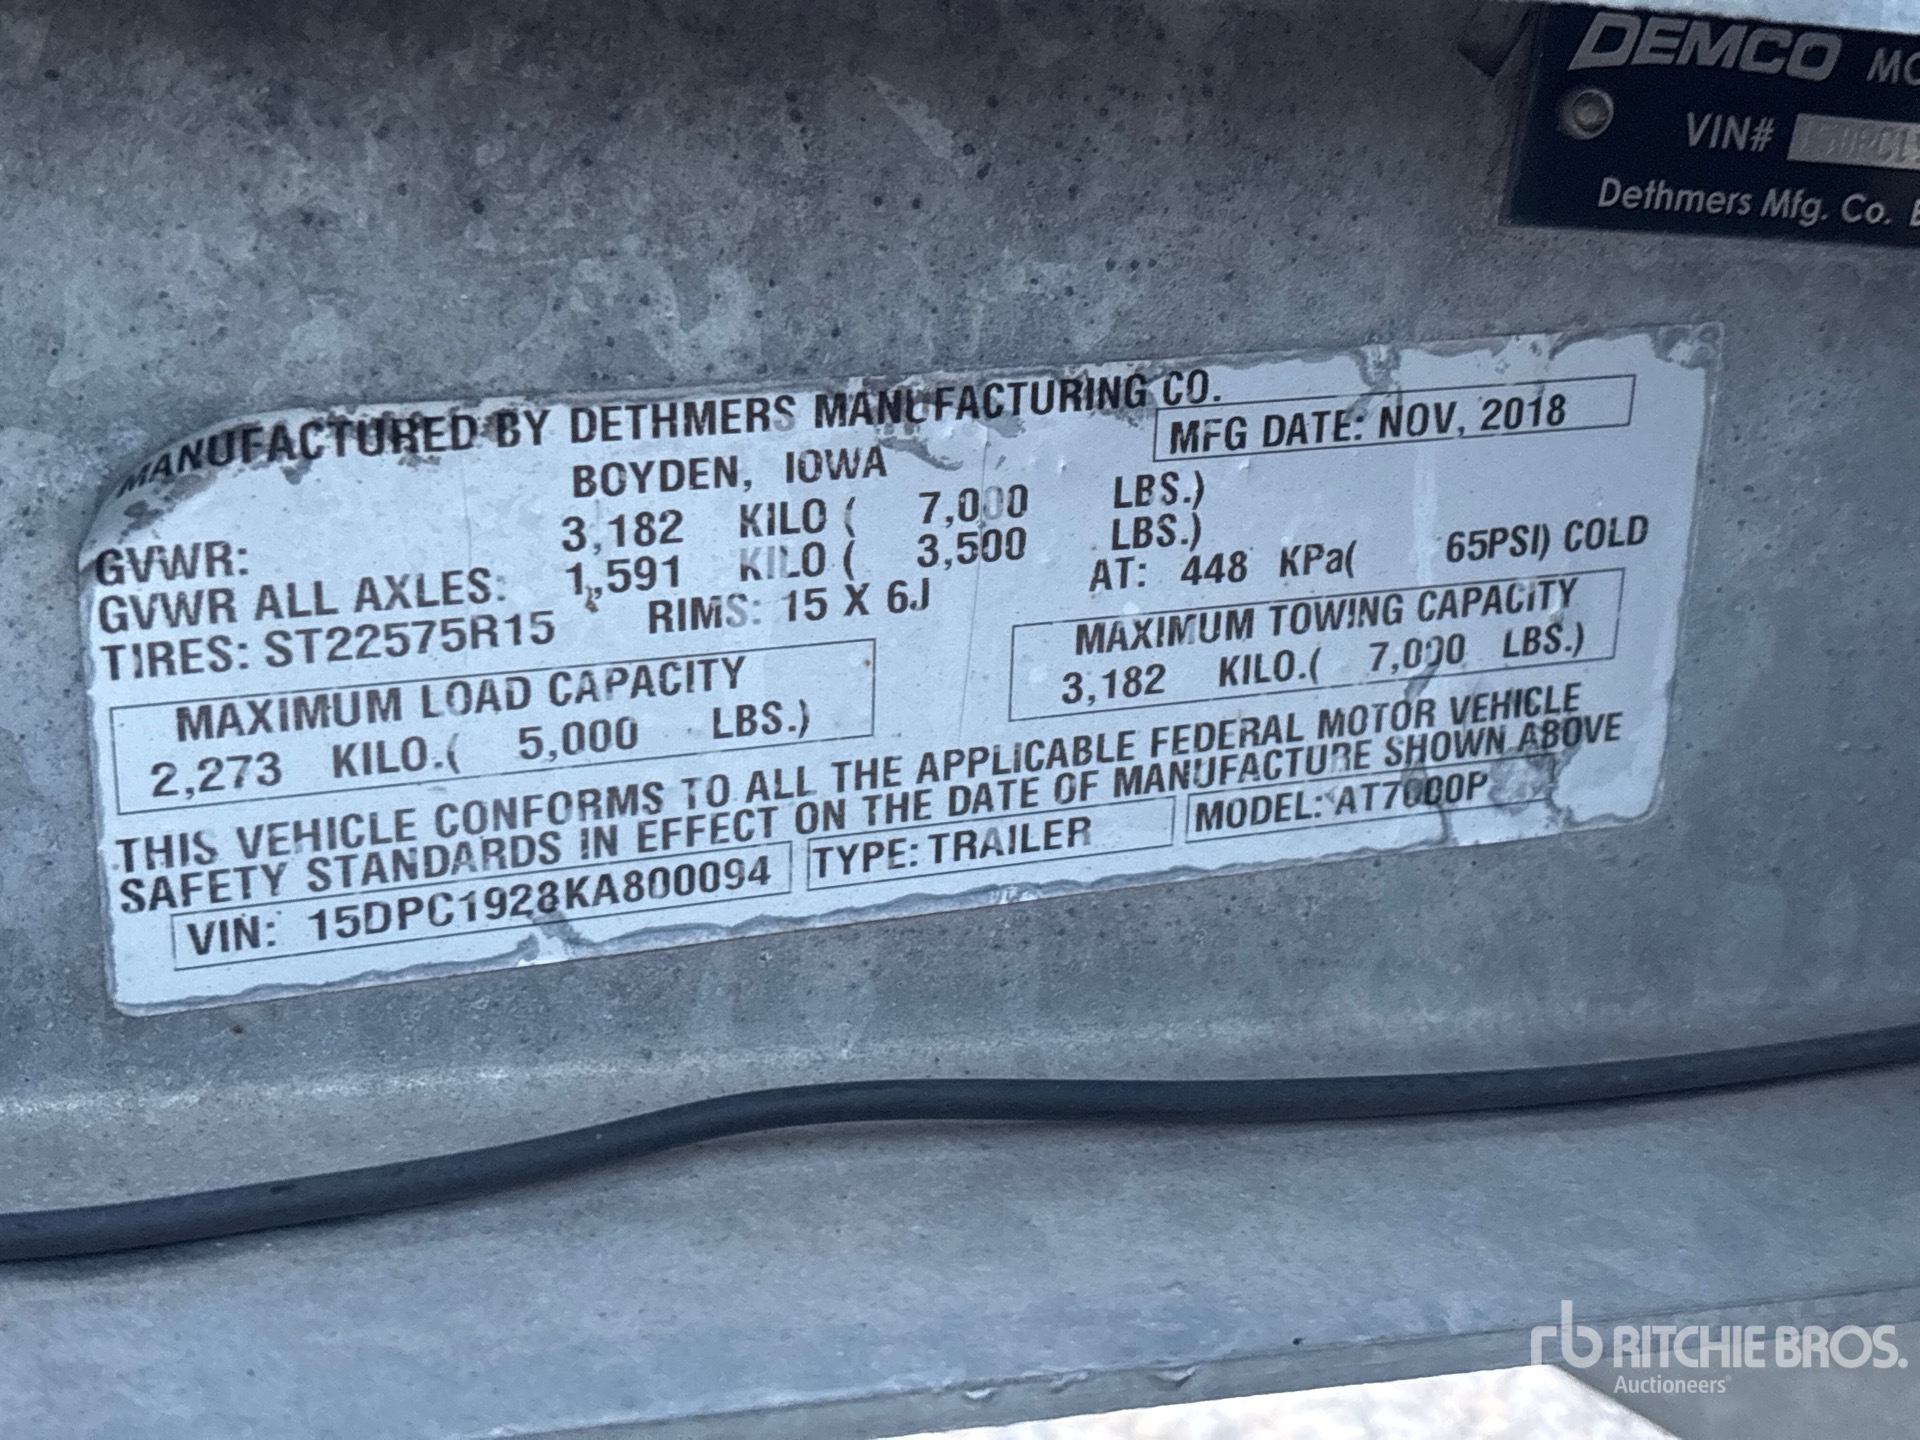 DEMCO
VIN#
Dethmers Mfg. Co.
MANUFACTURED BY DETHMERS MANUFACTURING CO.
BOYDEN, IOWA
MFG DATE: NOV, 2018
GVWR: 3,182 KILO ( 7,000 LBS.)
GVWR ALL AXLES: 1,591 KILO ( 3,500 LBS.)
TIRES: ST22575R15 RIMS: 15 X 6J AT: 448 KPa( 65PSI) COLD
MAXIMUM LOAD CAPACITY
2,273 KILO.( 5,000 LBS.)
MAXIMUM TOWING CAPACITY
3,182 KILO.( 7,000 LBS.)
THIS VEHICLE CONFORMS TO ALL THE APPLICABLE FEDERAL MOTOR VEHICLE
SAFETY STANDARDS IN EFFECT ON THE DATE OF MANUFACTURE SHOWN ABOVE
VIN: 15DPC1928KA800094 TYPE: TRAILER MODEL: AT7000P
rb RITCHIE BROS.
Auctioneers